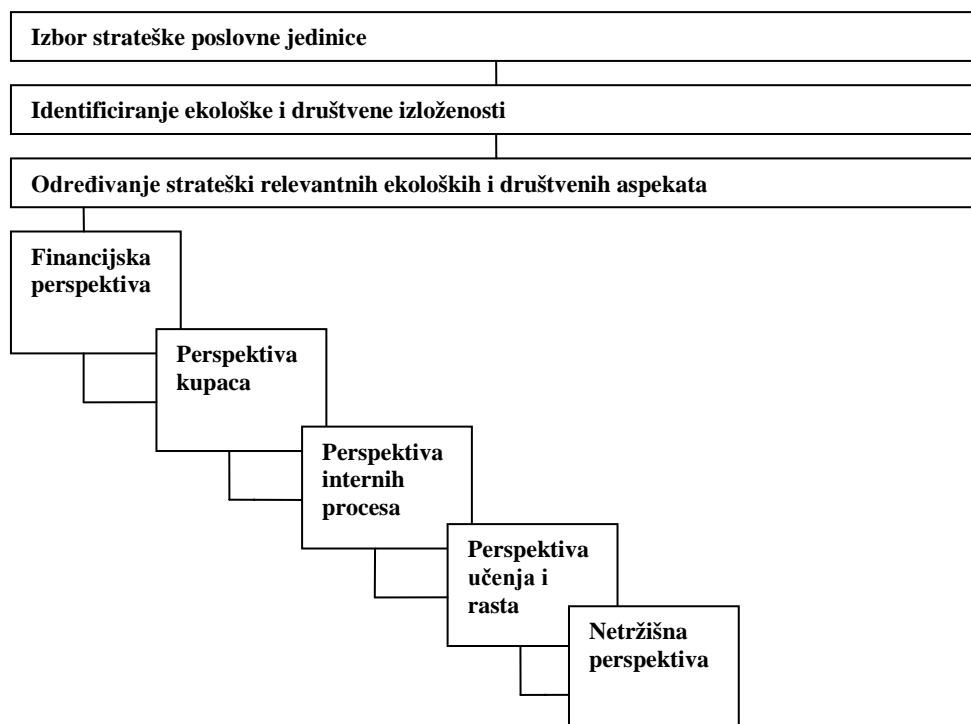 Izbor strateške poslovne jedinice
Identificiranje ekološke i društvene izloženosti
Određivanje strateški relevantnih ekoloških i društvenih aspekata
Financijska
perspektiva
Perspektiva
kupaca
Perspektiva
internih
procesa
Perspektiva
učenja i
rasta
Netržišna
perspektiva